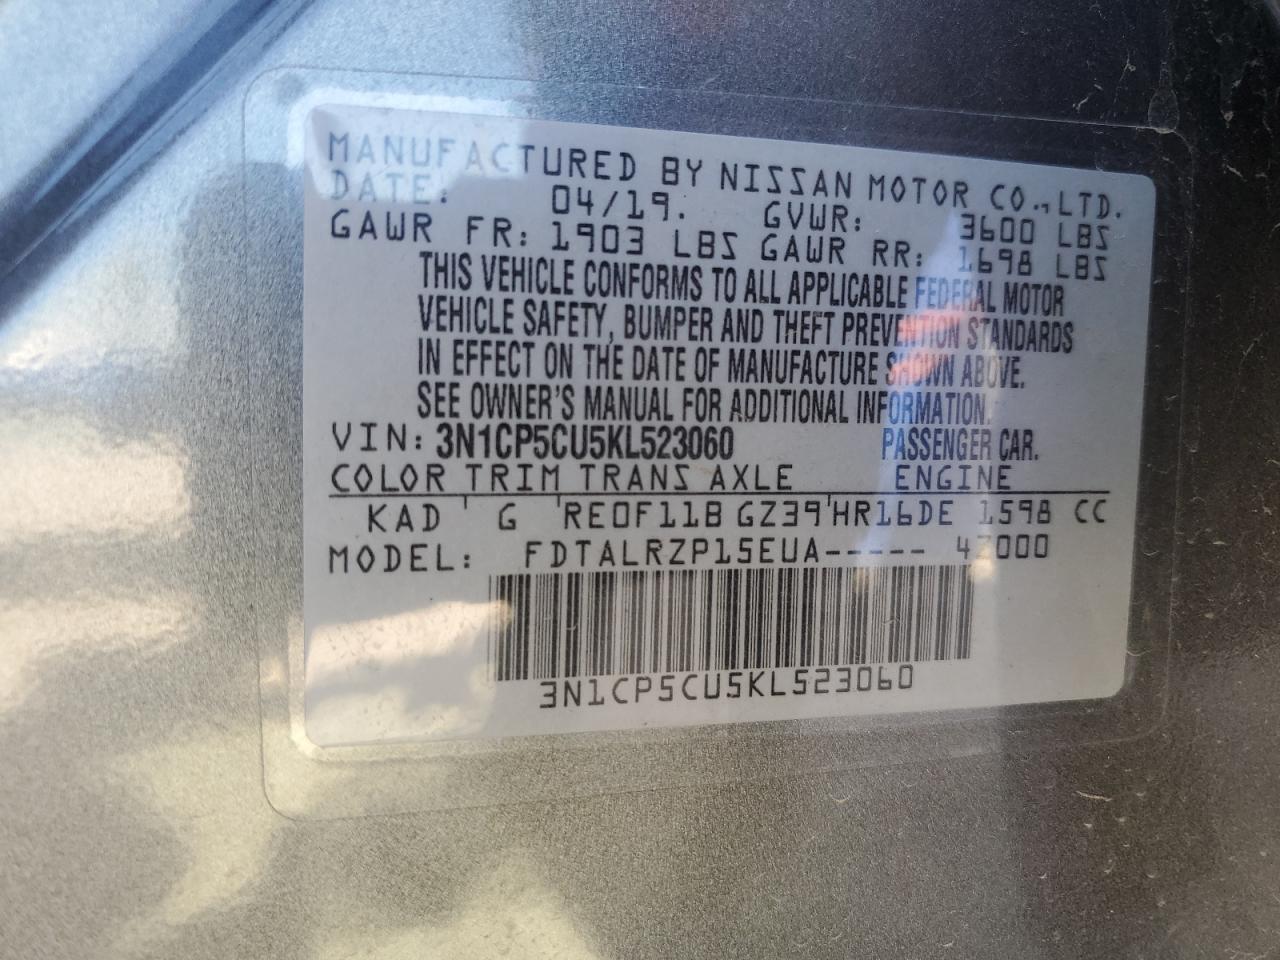 MANUFACTURED BY NISSAN MOTOR CO.,LTD.
DATE: 04/19. GVWR: 3600 LBS
GAWR FR: 1903 LBS GAWR RR: 1698 LBS
THIS VEHICLE CONFORMS TO ALL APPLICABLE FEDERAL MOTOR
VEHICLE SAFETY, BUMPER AND THEFT PREVENTION STANDARDS
IN EFFECT ON THE DATE OF MANUFACTURE SHOWN ABOVE.
SEE OWNER'S MANUAL FOR ADDITIONAL INFORMATION.
VIN: 3N1CP5CU5KL523060 PASSENGER CAR.
COLOR TRIM TRANS AXLE ENGINE
KAD G RE0F11B GZ39 HR16DE 1598 CC
MODEL: FDTALRZP15EUA-----
3N1CP5CU5KL523060